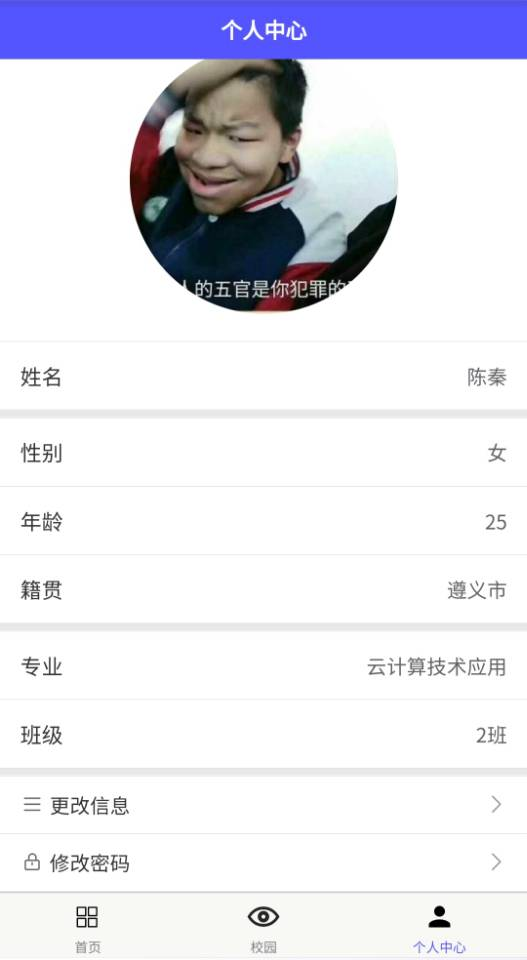 个人中心
人的五官是你犯罪的
姓名 陈秦
性别 女
年龄 25
籍贯 遵义市
专业 云计算技术应用
班级 2班
更改信息
修改密码
首页 校园 个人中心